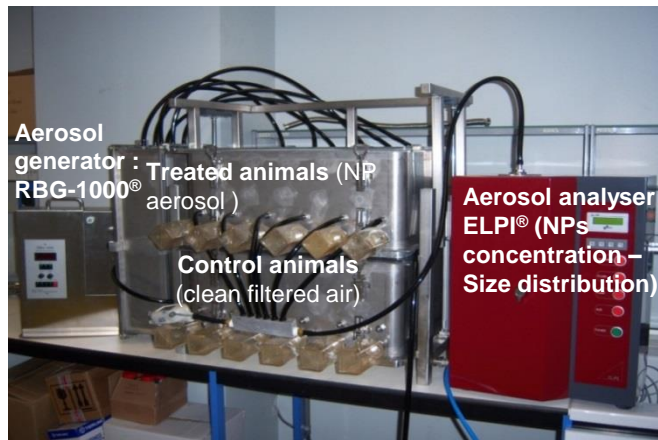 Aerosol
generator :
RBG-1000®
Treated animals (NP
aerosol )
Control animals
(clean filtered air)
Aerosol analyser
ELPI® (NPs
concentration –
Size distribution)